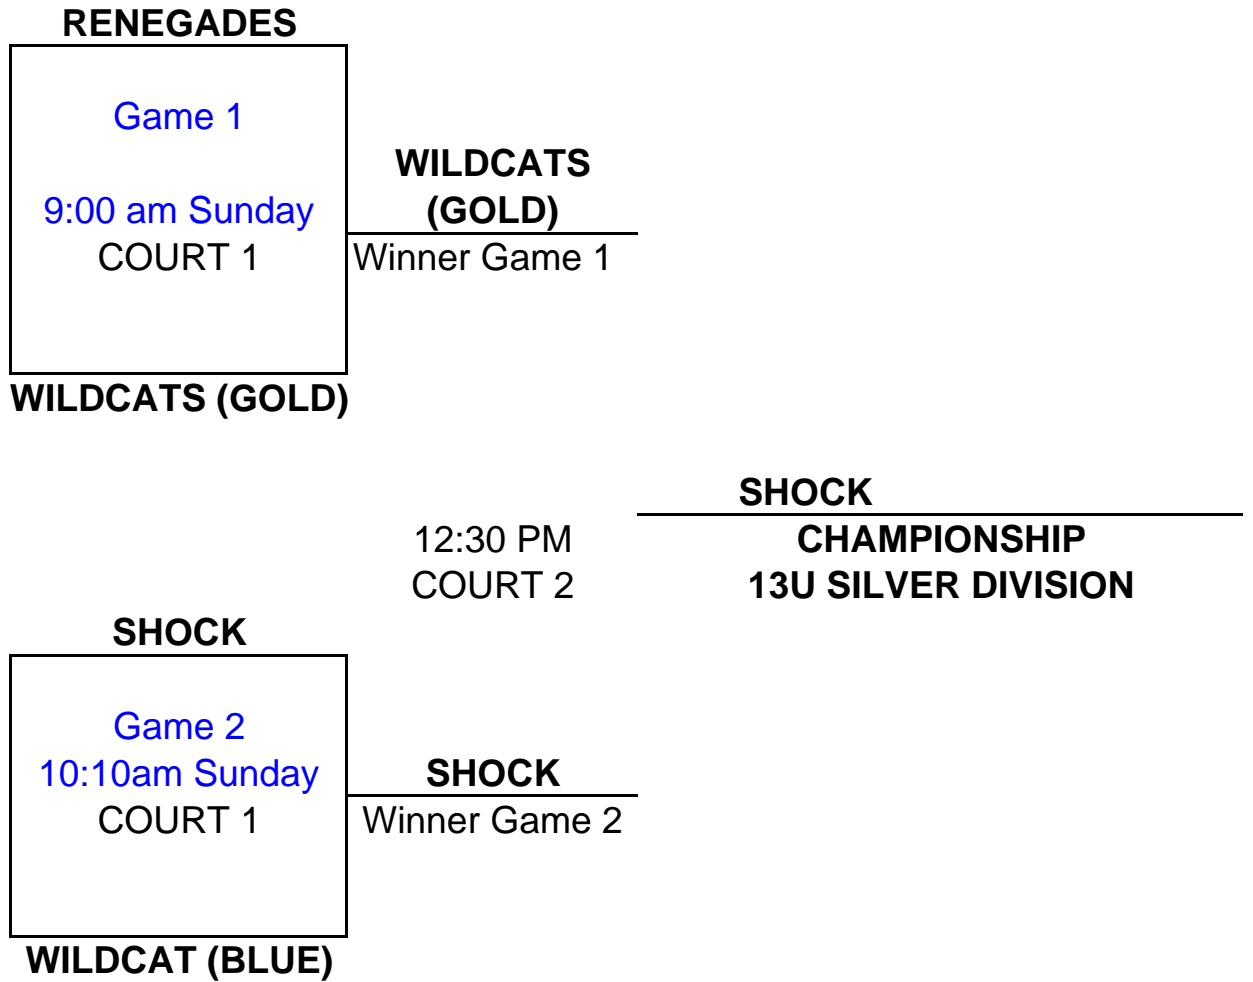 RENEGADES
Game 1
9:00 am Sunday
COURT 1
WILDCATS
(GOLD)
Winner Game 1
WILDCATS (GOLD)
SHOCK
12:30 PM
COURT 2
CHAMPIONSHIP
13U SILVER DIVISION
SHOCK
Game 2
10:10am Sunday
COURT 1
SHOCK
Winner Game 2
WILDCAT (BLUE)